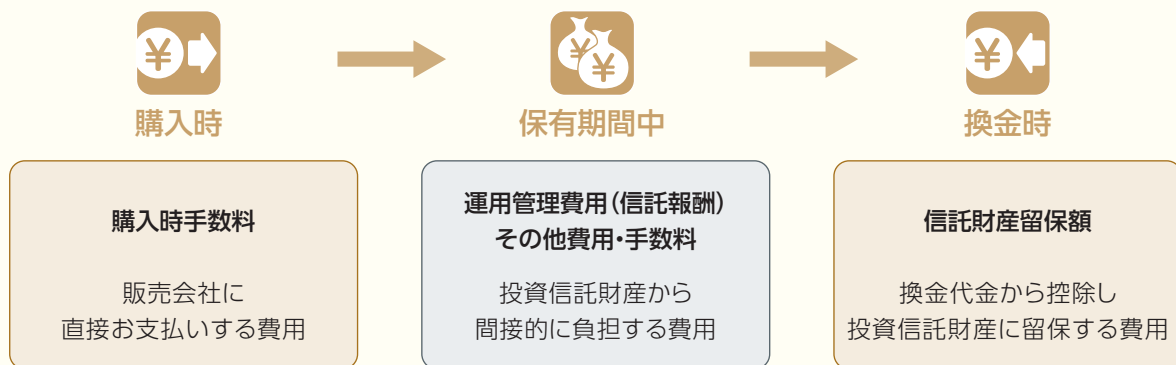 ¥
購入時
¥
¥
保有期間中
¥
換金時
購入時手数料
販売会社に
直接お支払いする費用
運用管理費用(信託報酬)
その他費用・手数料
投資信託財産から
間接的に負担する費用
信託財産留保額
換金代金から控除し
投資信託財産に留保する費用